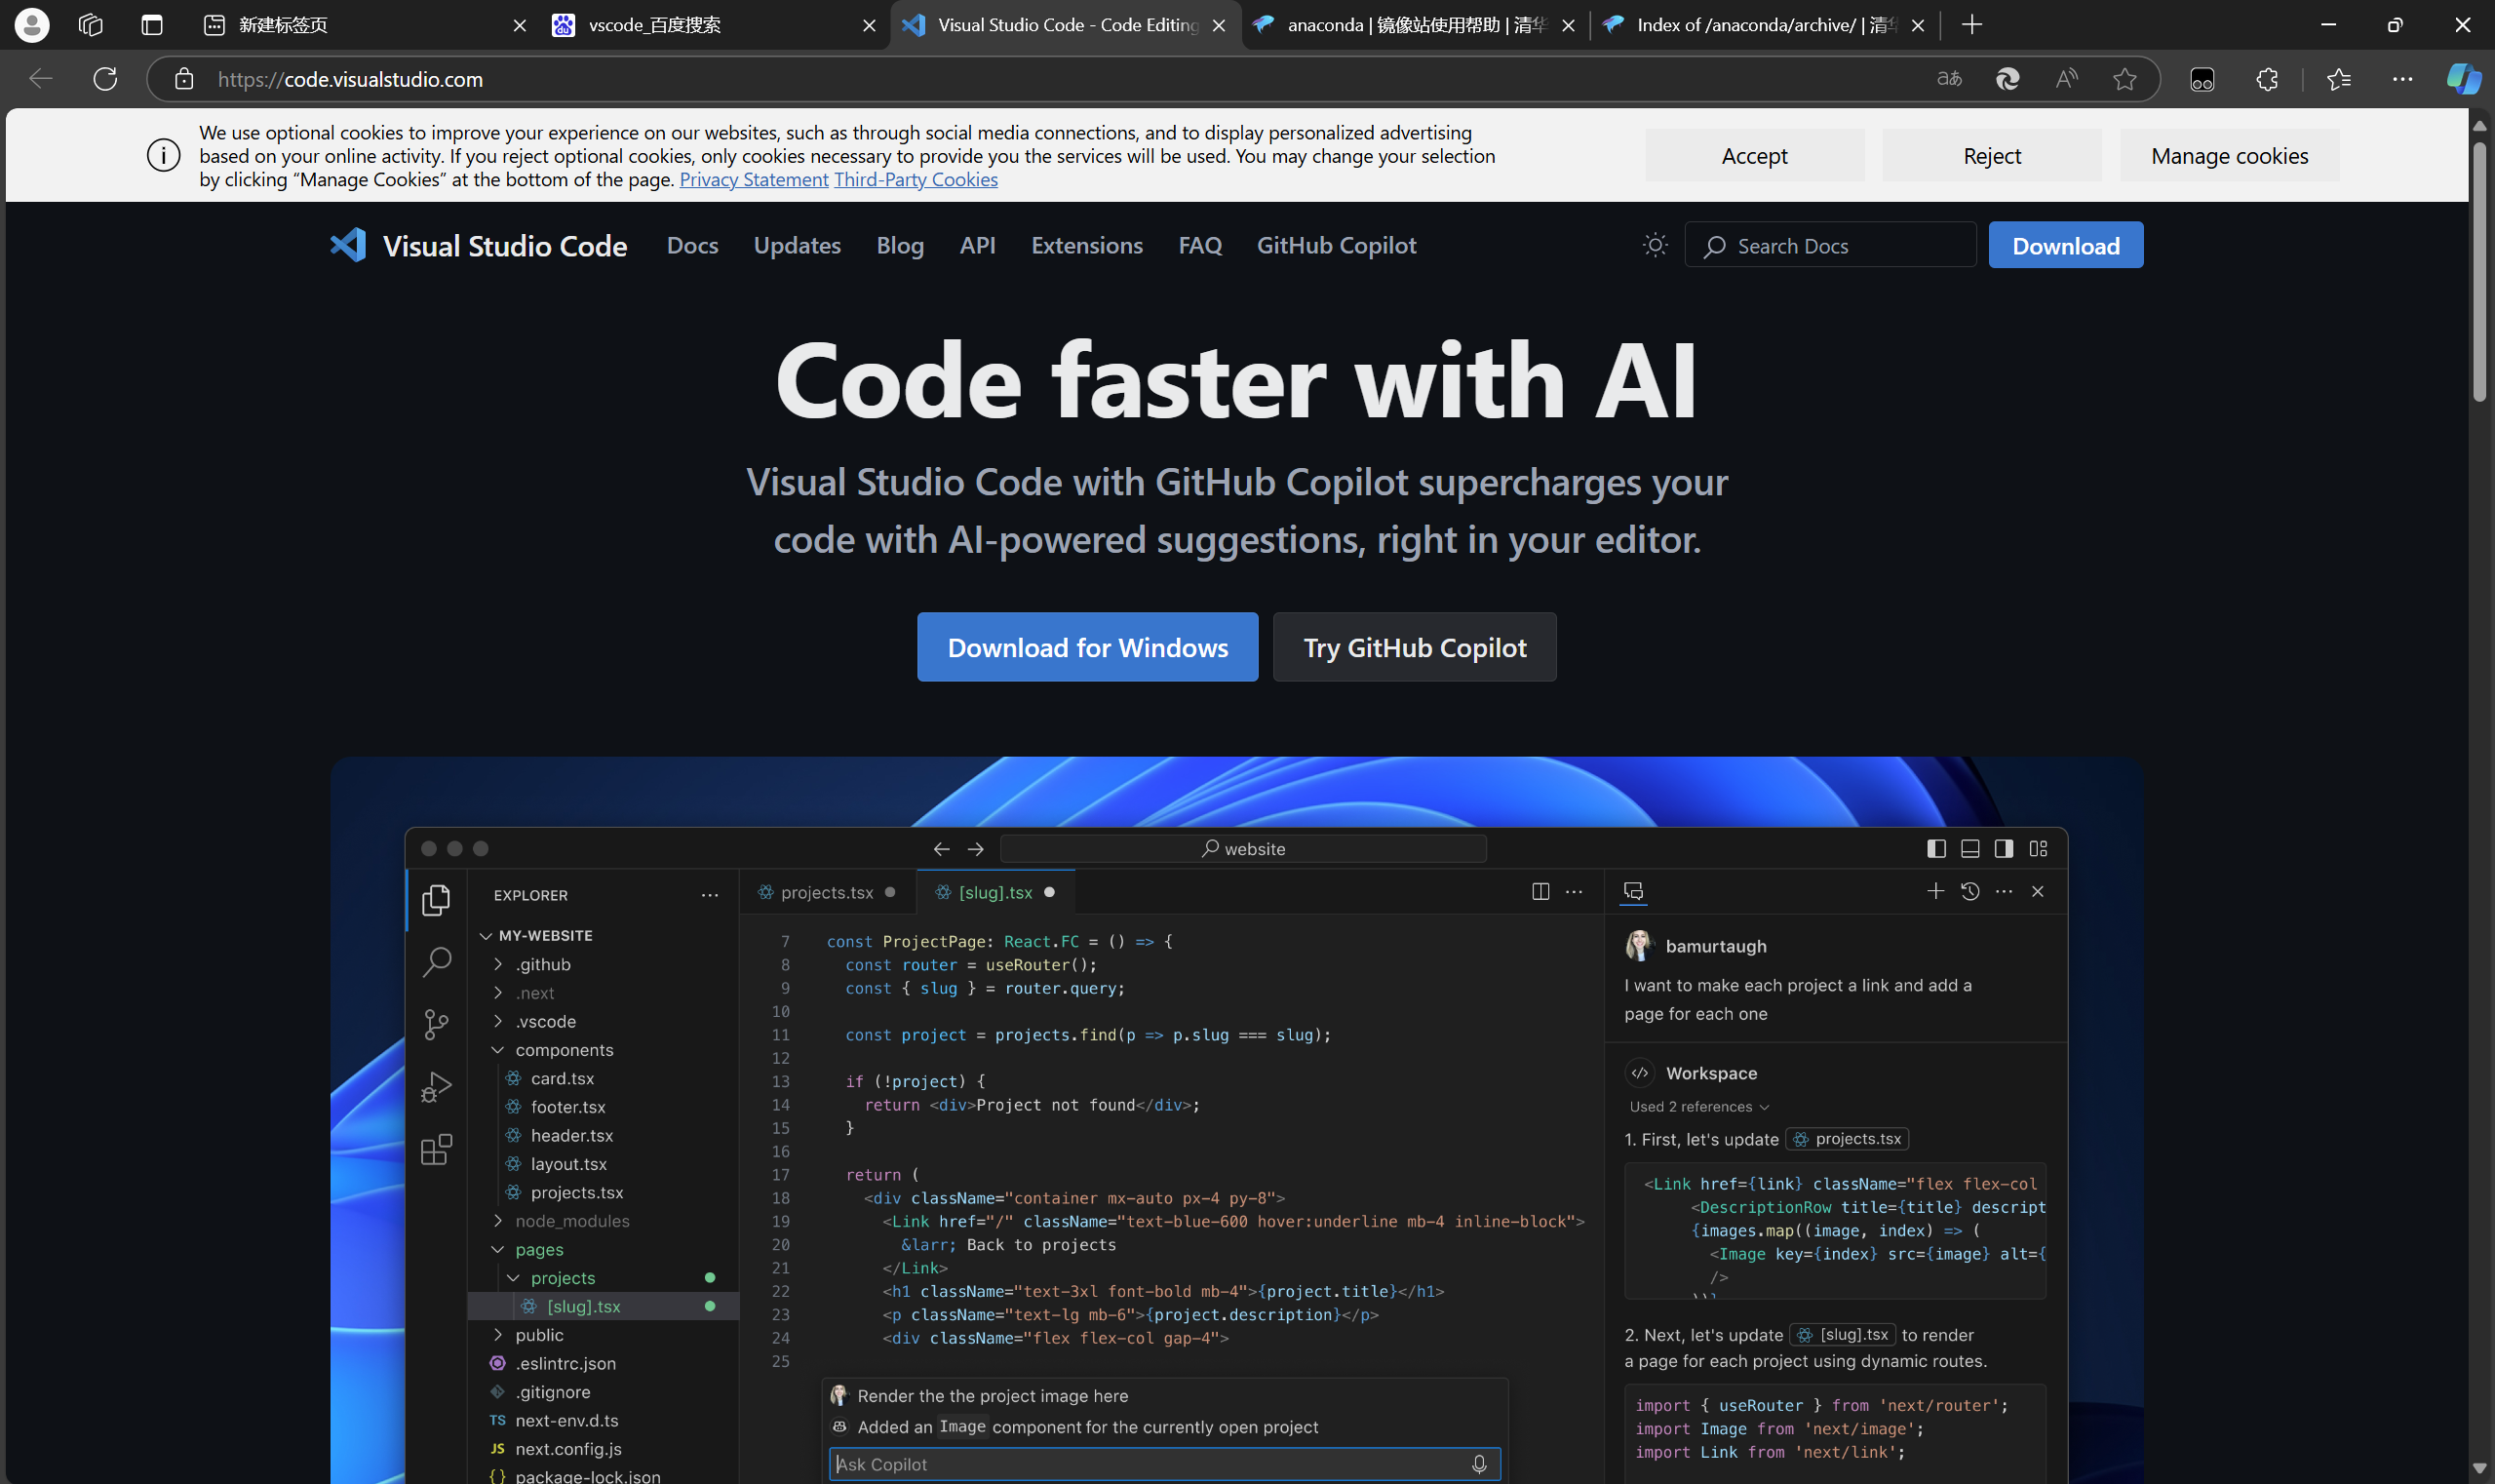 新建标签页
vscode_百度搜索
Visual Studio Code - Code Editing
anaconda | 镜像站使用帮助 | 清华
Index of /anaconda/archive/ | 清华
https://code.visualstudio.com
We use optional cookies to improve your experience on our websites, such as through social media connections, and to display personalized advertising
based on your online activity. If you reject optional cookies, only cookies necessary to provide you the services will be used. You may change your selection
by clicking “Manage Cookies” at the bottom of the page. Privacy Statement Third-Party Cookies
Accept
Reject
Manage cookies
Visual Studio Code
Docs
Updates
Blog
API
Extensions
FAQ
GitHub Copilot
Search Docs
Download
Code faster with AI
Visual Studio Code with GitHub Copilot supercharges your
code with AI-powered suggestions, right in your editor.
Download for Windows
Try GitHub Copilot
website
EXPLORER
MY-WEBSITE
.github
.next
.vscode
components
card.tsx
footer.tsx
header.tsx
layout.tsx
projects.tsx
node_modules
pages
projects
[slug].tsx
public
.eslintrc.json
.gitignore
TS next-env.d.ts
JS next.config.js
{} package-lock.json
projects.tsx
[slug].tsx
7 const ProjectPage: React.FC = () => {
8 const router = useRouter();
9 const { slug } = router.query;
10
11 const project = projects.find(p => p.slug === slug);
12
13 if (!project) {
14 return <div>Project not found</div>;
15 }
16
17 return (
18 <div className="container mx-auto px-4 py-8">
19 <Link href="/" className="text-blue-600 hover:underline mb-4 inline-block">
20 &larr; Back to projects
21 </Link>
22 <h1 className="text-3xl font-bold mb-4">{project.title}</h1>
23 <p className="text-lg mb-6">{project.description}</p>
24 <div className="flex flex-col gap-4">
25
Render the the project image here
Added an Image component for the currently open project
Ask Copilot
bamurtaugh
I want to make each project a link and add a
page for each one
Workspace
Used 2 references
1. First, let's update projects.tsx
<Link href={link} className="flex flex-col
<DescriptionRow title={title} descript
{images.map((image, index) => (
<Image key={index} src={image} alt={
/>
))}
2. Next, let's update [slug].tsx to render
a page for each project using dynamic routes.
import { useRouter } from 'next/router';
import Image from 'next/image';
import Link from 'next/link';